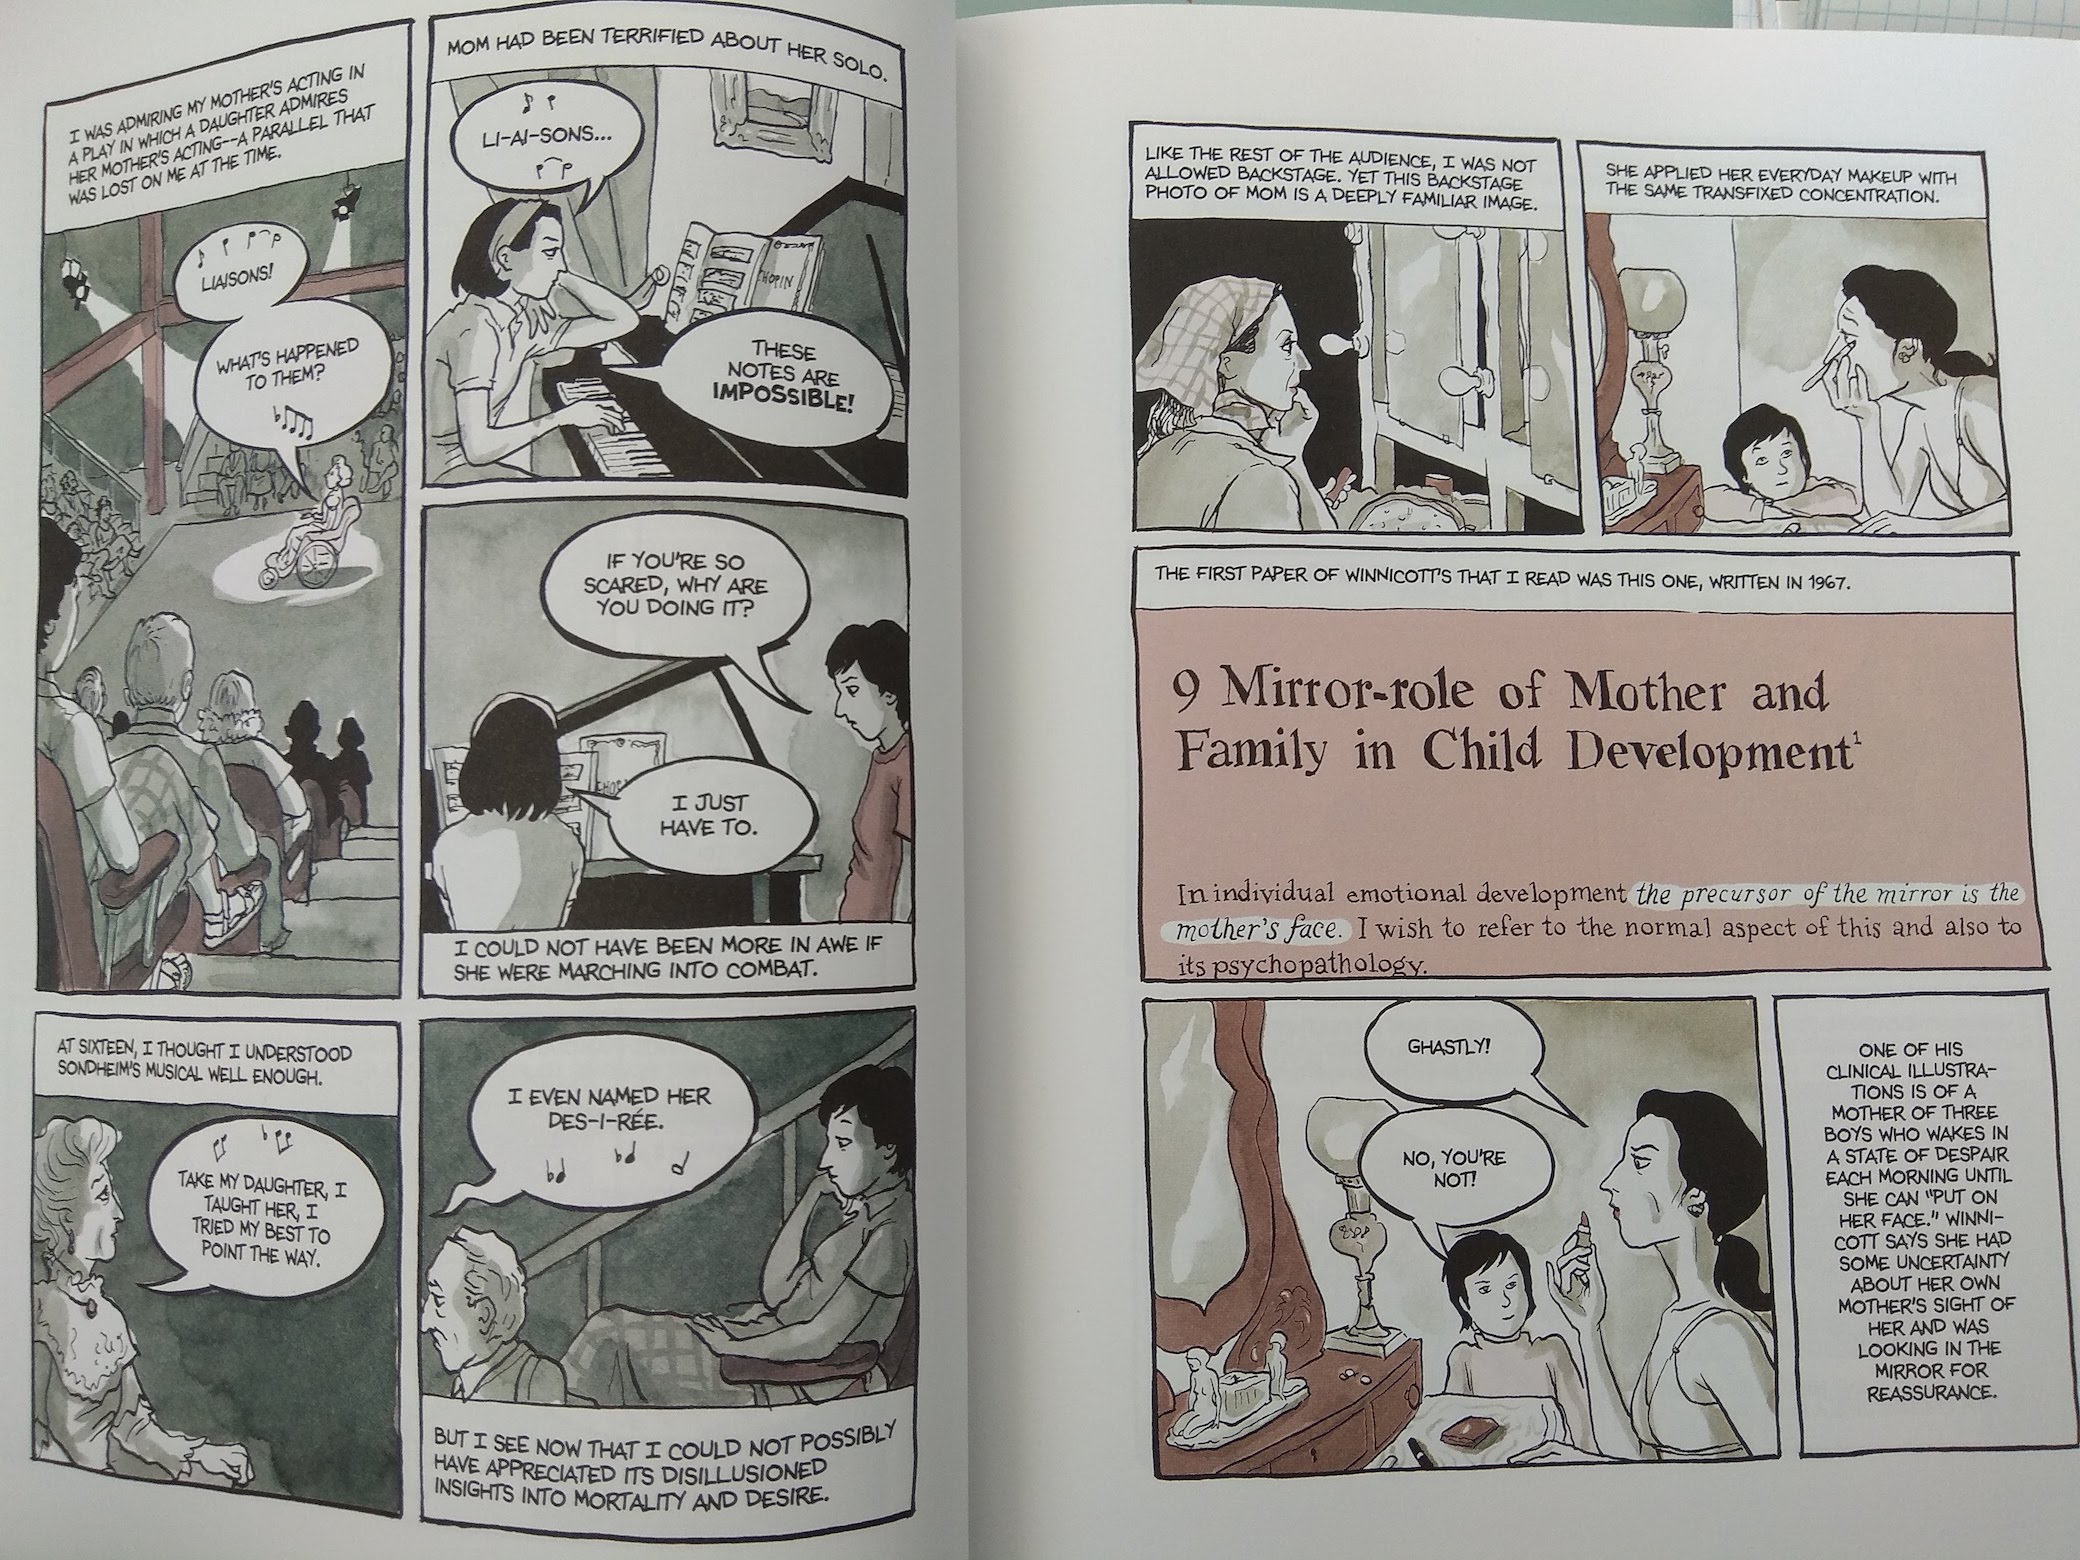 I WAS ADMIRING MY MOTHER'S ACTING IN
A PLAY IN WHICH A DAUGHTER ADMIRES
HER MOTHER'S ACTING--A PARALLEL THAT
WAS LOST ON ME AT THE TIME.
LIAISONS!
WHAT'S HAPPENED
TO THEM?
MOM HAD BEEN TERRIFIED ABOUT HER SOLO.
LI-AI-SONS...
CHOPIN
THESE
NOTES ARE
IMPOSSIBLE!
IF YOU'RE SO
SCARED, WHY ARE
YOU DOING IT?
CHOP
I JUST
HAVE TO.
I COULD NOT HAVE BEEN MORE IN AWE IF
SHE WERE MARCHING INTO COMBAT.
AT SIXTEEN, I THOUGHT I UNDERSTOOD
SONDHEIM'S MUSICAL WELL ENOUGH.
TAKE MY DAUGHTER, I
TAUGHT HER, I
TRIED MY BEST TO
POINT THE WAY.
I EVEN NAMED HER
DES-I-RÉE.
BUT I SEE NOW THAT I COULD NOT POSSIBLY
HAVE APPRECIATED ITS DISILLUSIONED
INSIGHTS INTO MORTALITY AND DESIRE.
LIKE THE REST OF THE AUDIENCE, I WAS NOT
ALLOWED BACKSTAGE. YET THIS BACKSTAGE
PHOTO OF MOM IS A DEEPLY FAMILIAR IMAGE.
SHE APPLIED HER EVERYDAY MAKEUP WITH
THE SAME TRANSFIXED CONCENTRATION.
THE FIRST PAPER OF WINNICOTT'S THAT I READ WAS THIS ONE, WRITTEN IN 1967.
9 Mirror-role of Mother and
Family in Child Development¹
In individual emotional development the precursor of the mirror is the
mother's face. I wish to refer to the normal aspect of this and also to
its psychopathology.
GHASTLY!
NO, YOU'RE
NOT!
ONE OF HIS
CLINICAL ILLUSTRA-
TIONS IS OF A
MOTHER OF THREE
BOYS WHO WAKES IN
A STATE OF DESPAIR
EACH MORNING UNTIL
SHE CAN "PUT ON
HER FACE." WINNI-
COTT SAYS SHE HAD
SOME UNCERTAINTY
ABOUT HER OWN
MOTHER'S SIGHT OF
HER AND WAS
LOOKING IN THE
MIRROR FOR
REASSURANCE.